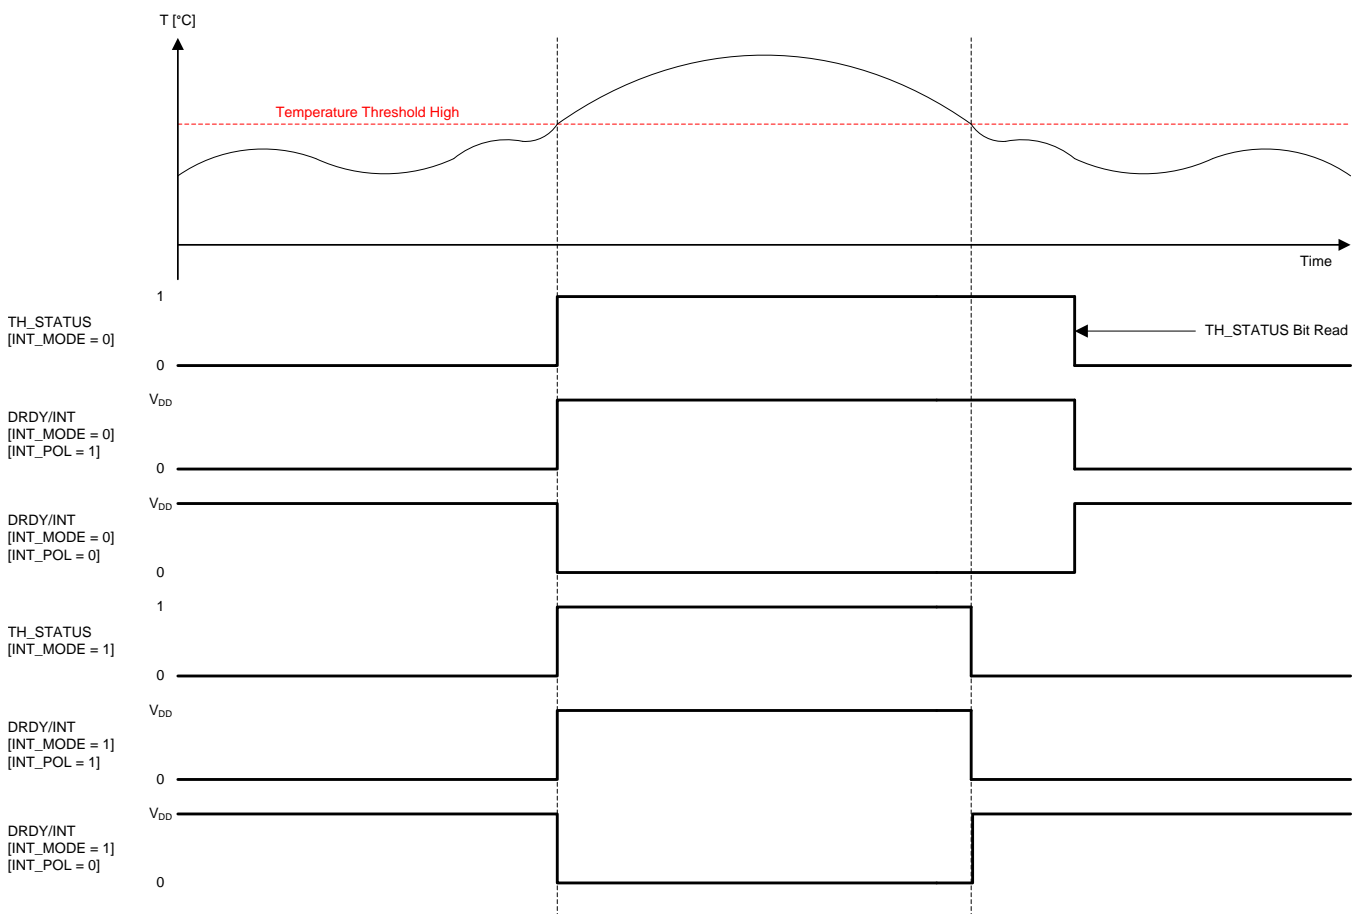 T [°C]
Temperature Threshold High
Time
1
TH_STATUS
[INT_MODE = 0]
TH_STATUS Bit Read
0
VDD
DRDY/INT
[INT_MODE = 0]
[INT_POL = 1]
0
VDD
DRDY/INT
[INT_MODE = 0]
[INT_POL = 0]
0
1
TH_STATUS
[INT_MODE = 1]
0
VDD
DRDY/INT
[INT_MODE = 1]
[INT_POL = 1]
0
VDD
DRDY/INT
[INT_MODE = 1]
[INT_POL = 0]
0